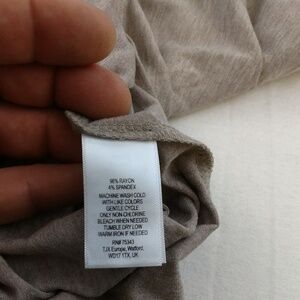 96% RAYON
4% SPANDEX
MACHINE WASH COLD
WITH LIKE COLORS
GENTLE CYCLE
ONLY NON-CHLORINE
BLEACH WHEN NEEDED
TUMBLE DRY LOW
WARM IRON IF NEEDED
RN# 75343
TJX Europe, Watford,
WD17 1TX, UK